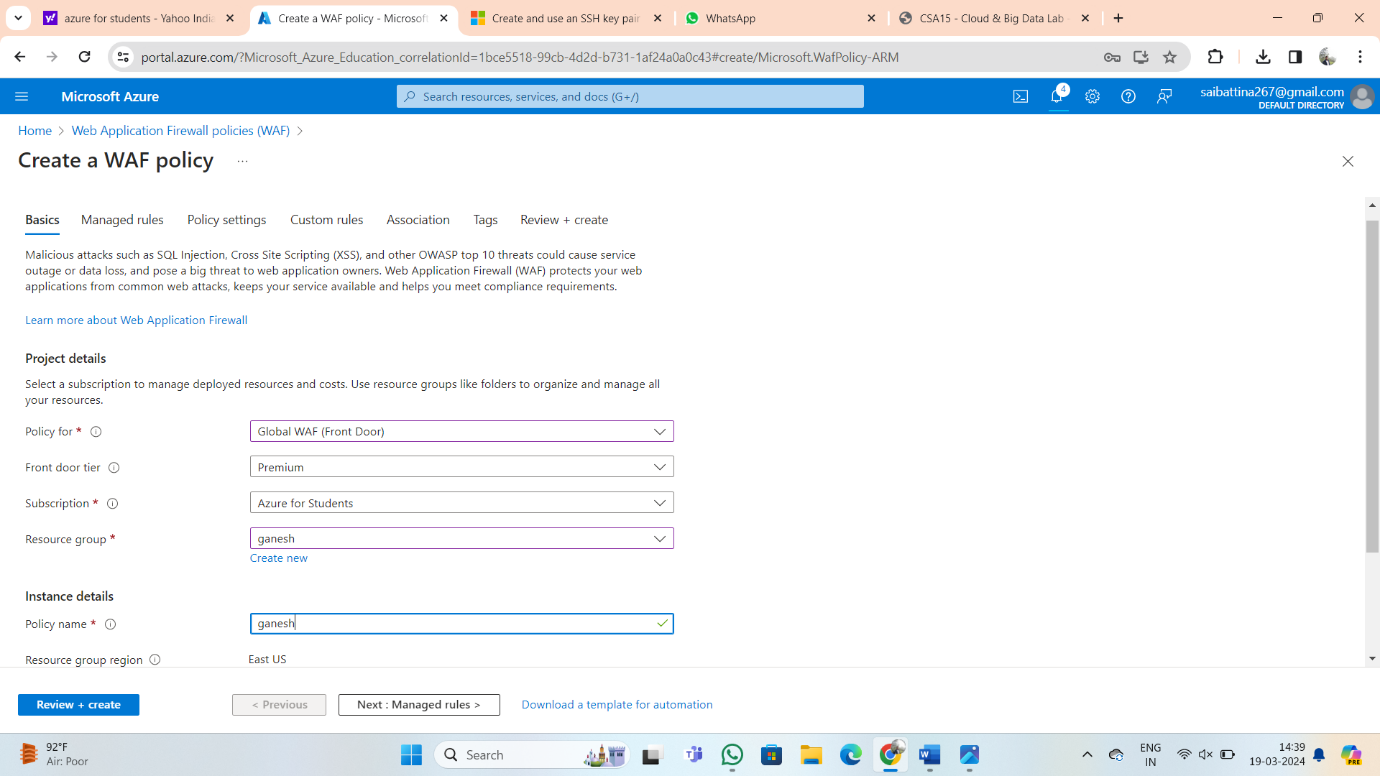 azure for students - Yahoo India
Create a WAF policy - Microsoft
Create and use an SSH key pair
WhatsApp
CSA15 - Cloud & Big Data Lab
portal.azure.com/?Microsoft_Azure_Education_correlationId=1bce5518-99cb-4d2d-b731-1af24a0a0c43#create/Microsoft.WafPolicy-ARM
Microsoft Azure
Search resources, services, and docs (G+/)
4
saibattina267@gmail.com
DEFAULT DIRECTORY
Home > Web Application Firewall policies (WAF) >
Create a WAF policy ...
Basics Managed rules Policy settings Custom rules Association Tags Review + create
Malicious attacks such as SQL Injection, Cross Site Scripting (XSS), and other OWASP top 10 threats could cause service
outage or data loss, and pose a big threat to web application owners. Web Application Firewall (WAF) protects your web
applications from common web attacks, keeps your service available and helps you meet compliance requirements.
Learn more about Web Application Firewall
Project details
Select a subscription to manage deployed resources and costs. Use resource groups like folders to organize and manage all
your resources.
Policy for * Global WAF (Front Door)
Front door tier Premium
Subscription * Azure for Students
Resource group * ganesh
Create new
Instance details
Policy name * ganesh
Resource group region East US
Review + create < Previous Next : Managed rules > Download a template for automation
92°F
Air: Poor
Search
ENG
IN
14:39
19-03-2024
PRE